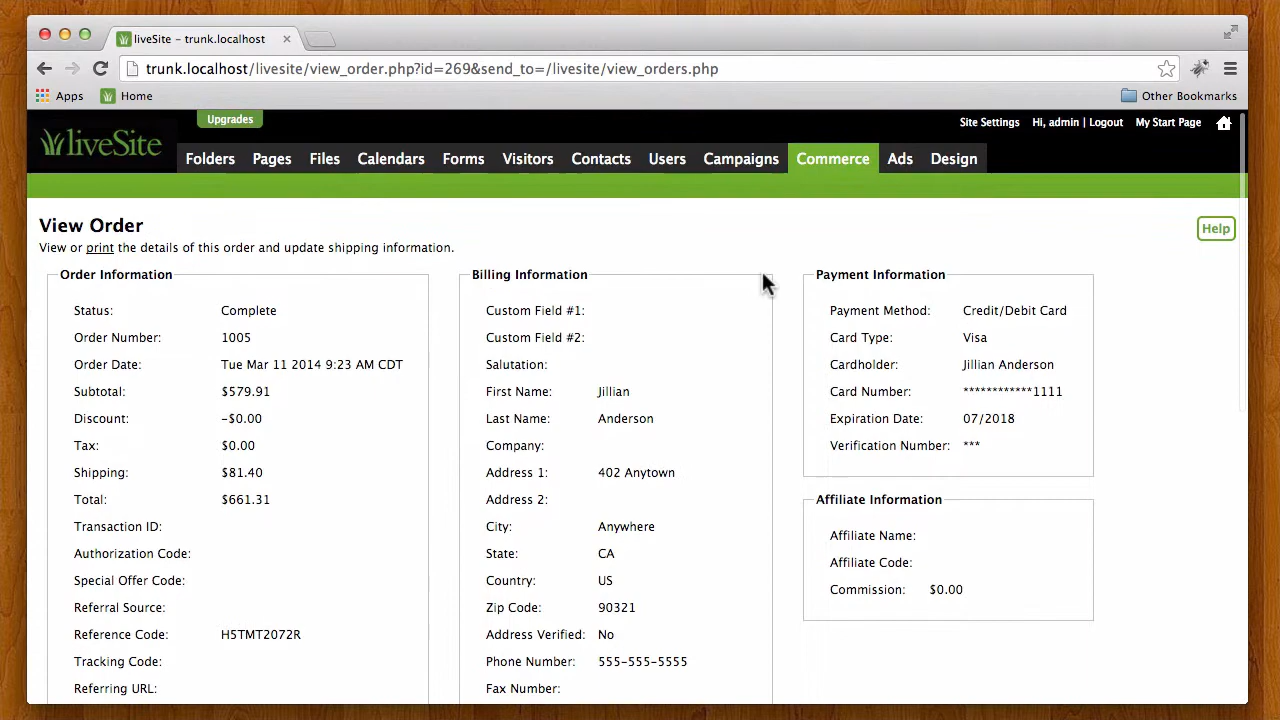 liveSite – trunk.localhost
trunk.localhost/livesite/view_order.php?id=269&send_to=/livesite/view_orders.php
Apps Home Other Bookmarks
Upgrades Site Settings Hi, admin | Logout My Start Page
liveSite
Folders Pages Files Calendars Forms Visitors Contacts Users Campaigns Commerce Ads Design
View Order
Help
View or print the details of this order and update shipping information.
Order Information
Status: Complete
Order Number: 1005
Order Date: Tue Mar 11 2014 9:23 AM CDT
Subtotal: $579.91
Discount: -$0.00
Tax: $0.00
Shipping: $81.40
Total: $661.31
Transaction ID:
Authorization Code:
Special Offer Code:
Referral Source:
Reference Code: H5TMT2072R
Tracking Code:
Referring URL:
Billing Information
Custom Field #1:
Custom Field #2:
Salutation:
First Name: Jillian
Last Name: Anderson
Company:
Address 1: 402 Anytown
Address 2:
City: Anywhere
State: CA
Country: US
Zip Code: 90321
Address Verified: No
Phone Number: 555-555-5555
Fax Number:
Payment Information
Payment Method: Credit/Debit Card
Card Type: Visa
Cardholder: Jillian Anderson
Card Number: ************1111
Expiration Date: 07/2018
Verification Number: ***
Affiliate Information
Affiliate Name:
Affiliate Code:
Commission: $0.00